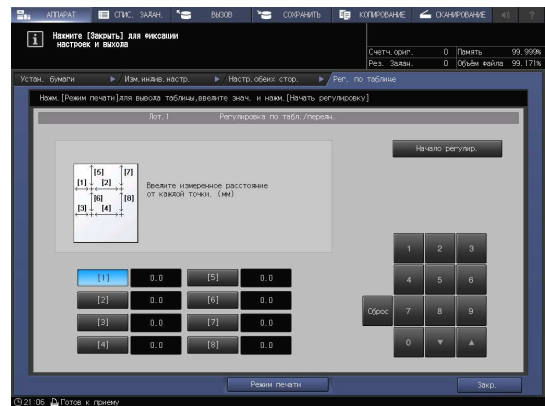 АППАРАТ СПИС. ЗАДАН. ВЫЗОВ СОХРАНИТЬ КОПИРОВАНИЕ СКАНИРОВАНИЕ
Нажмите [Закрыть] для фиксации
настроек и выхода
Счетч.ориг. 0 Память 99.999%
Рез. Задан. 0 Объём файла 99.171%
Устан. бумаги Изм.индив.настр. Настр.обеих стор. Рег. по таблице
Нажм.[Режим печати]для вывода таблицы,введите знач. и нажм.[Начать регулировку]
Лот.1 Регулировка по табл./передн.
Начало регулир.
[5] [7]
[1] [2]
[6] [8]
[3] [4]
Введите измеренное расстояние
от каждой точки. (мм)
1 2 3
[1] 0.0 [5] 0.0
4 5 6
[2] 0.0 [6] 0.0
Сброс 7 8 9
[3] 0.0 [7] 0.0
0 ▼ ▲
[4] 0.0 [8] 0.0
Режим печати Закр.
21:06 Готов к приему